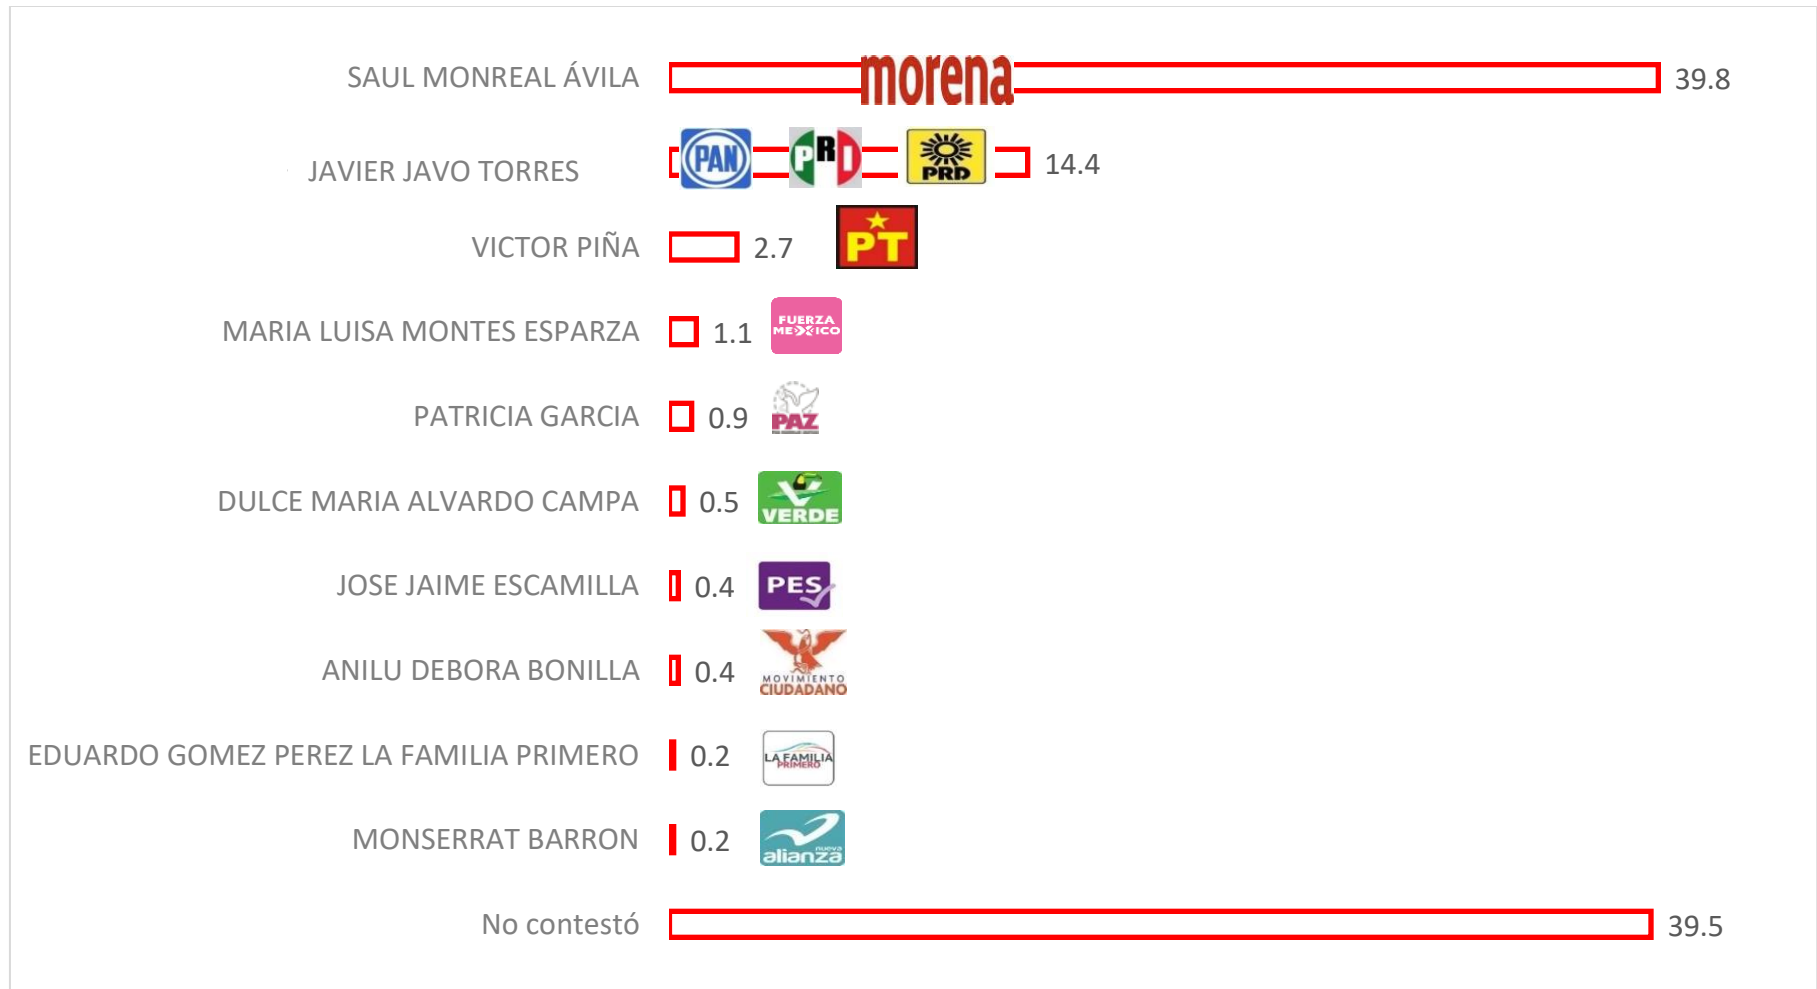 SAUL MONREAL ÁVILA morena 39.8
JAVIER JAVO TORRES PAN PRI PRD 14.4
VICTOR PIÑA 2.7 PT
MARIA LUISA MONTES ESPARZA 1.1 FUERZA MEXICO
PATRICIA GARCIA 0.9 PAZ
DULCE MARIA ALVARDO CAMPA 0.5 VERDE
JOSE JAIME ESCAMILLA 0.4 PES
ANILU DEBORA BONILLA 0.4 MOVIMIENTO CIUDADANO
EDUARDO GOMEZ PEREZ LA FAMILIA PRIMERO 0.2 LA FAMILIA PRIMERO
MONSERRAT BARRON 0.2 nueva alianza
No contestó 39.5